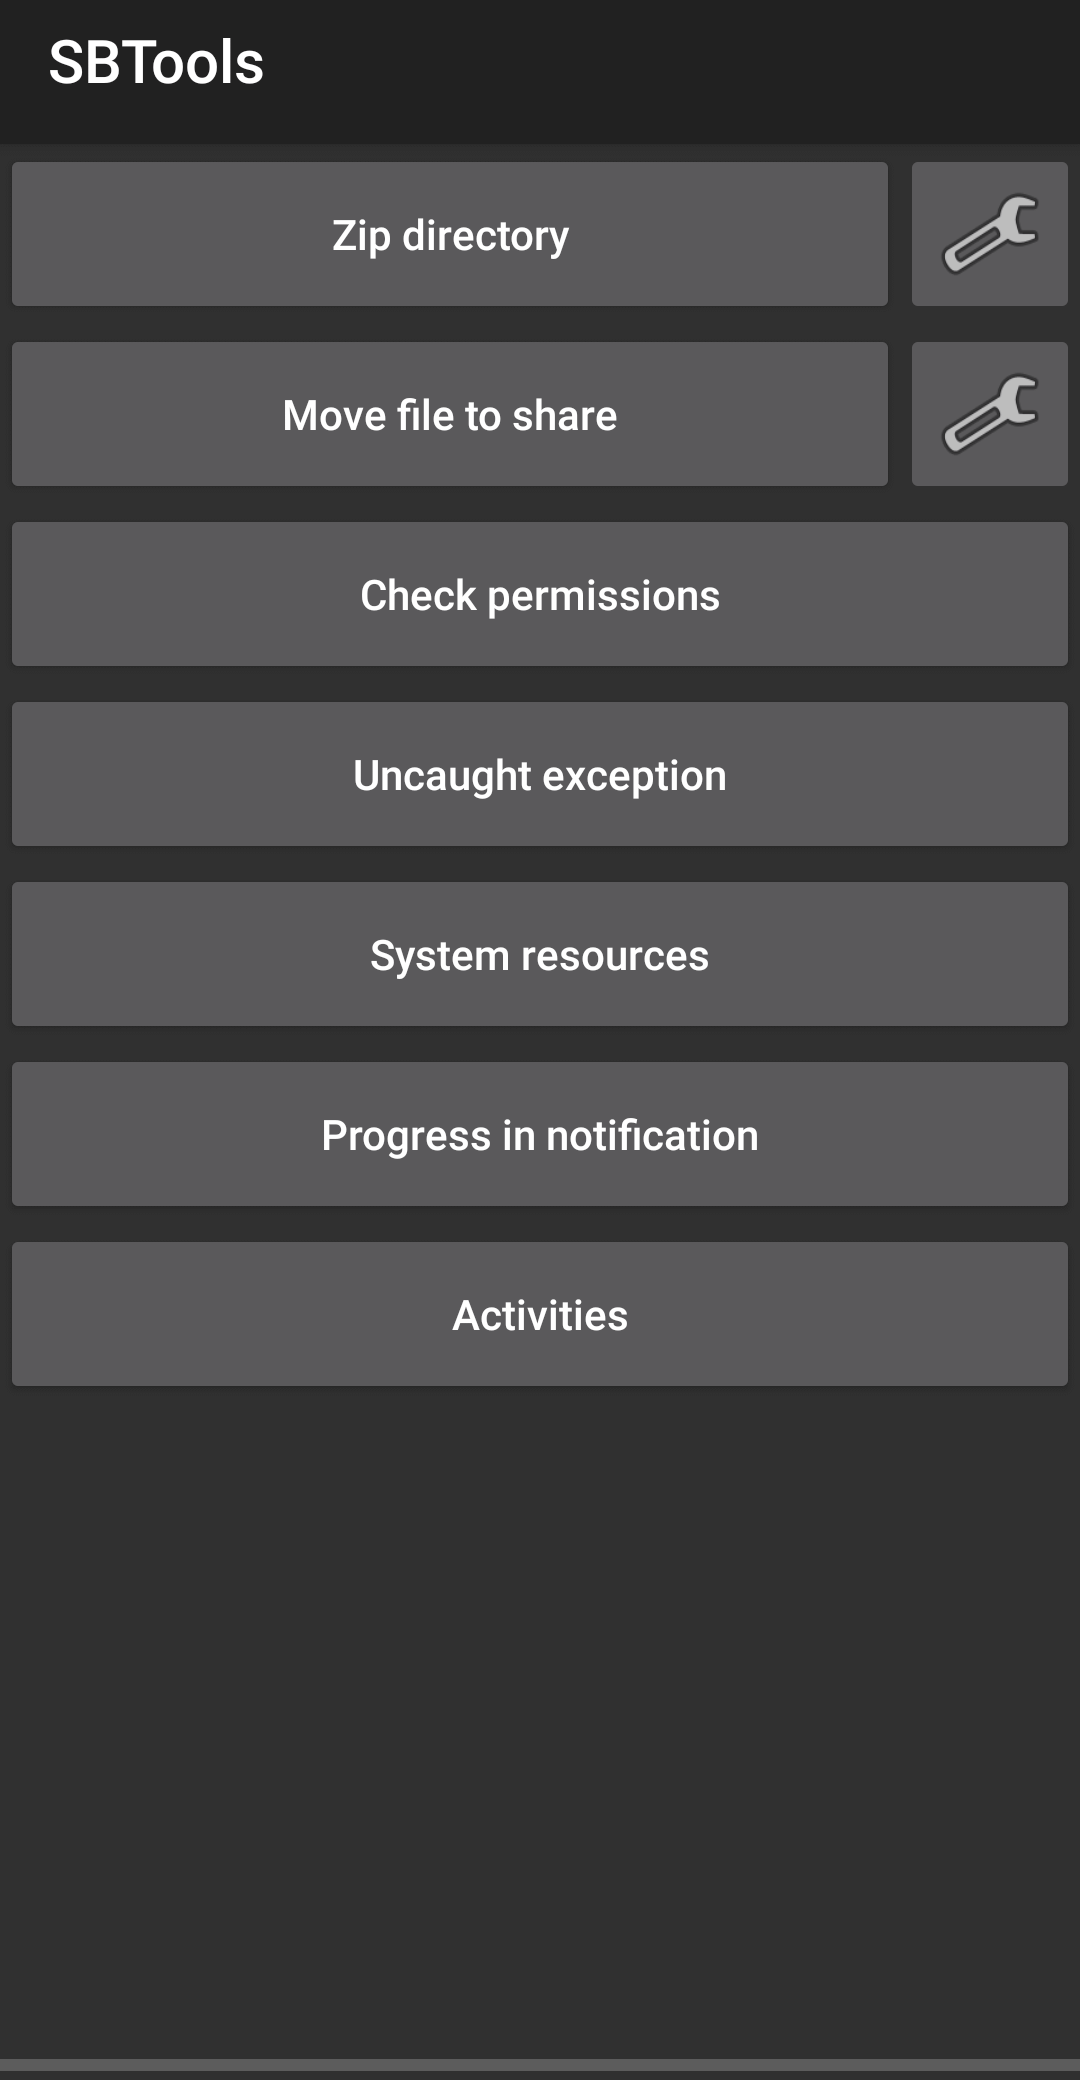 SBTools
Zip directory
Move file to share
Check permissions
Uncaught exception
System resources
Progress in notification
Activities